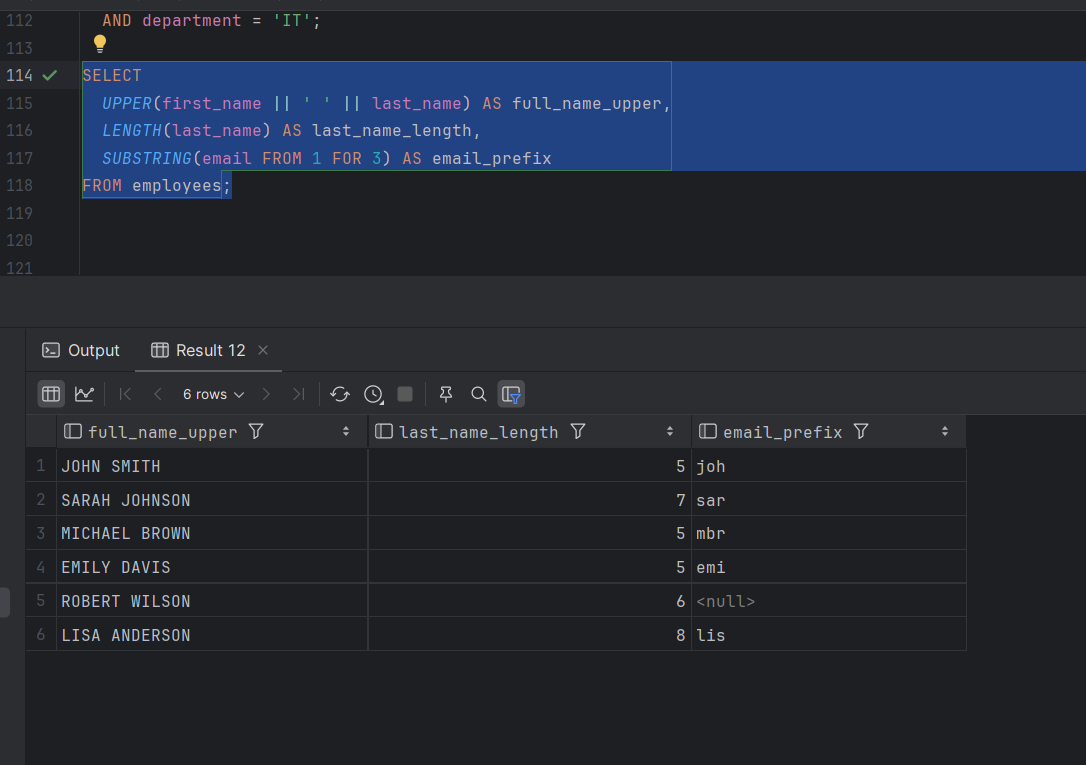 112 AND department = 'IT';
113
114 SELECT
115 UPPER(first_name || ' ' || last_name) AS full_name_upper,
116 LENGTH(last_name) AS last_name_length,
117 SUBSTRING(email FROM 1 FOR 3) AS email_prefix
118 FROM employees;
119
120
121
Output Result 12
6 rows
full_name_upper last_name_length email_prefix
1 JOHN SMITH 5 joh
2 SARAH JOHNSON 7 sar
3 MICHAEL BROWN 5 mbr
4 EMILY DAVIS 5 emi
5 ROBERT WILSON 6 <null>
6 LISA ANDERSON 8 lis